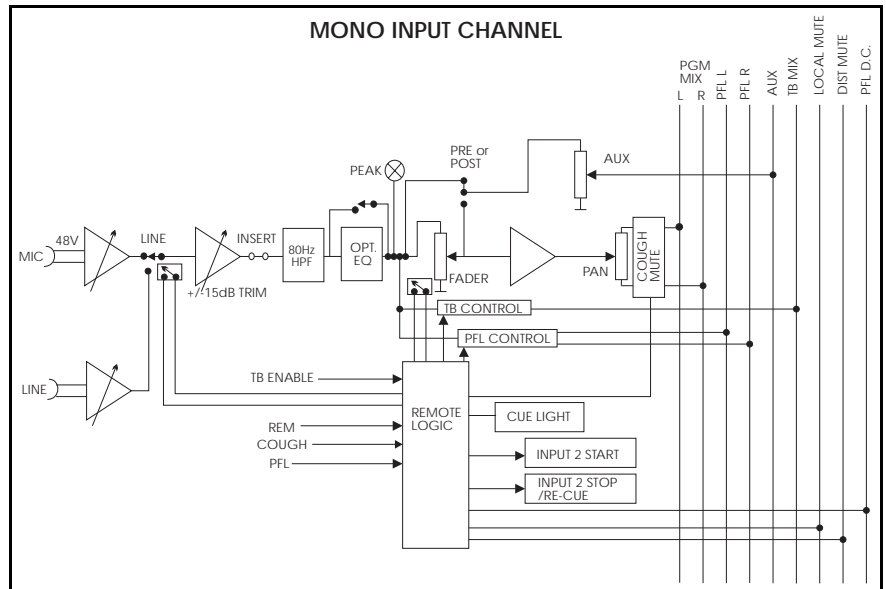 MONO INPUT CHANNEL
PGM
MIX
L R
PFL L
PFL R
AUX
TB MIX
LOCAL MUTE
DIST MUTE
PFL D.C.
PRE or
POST
PEAK
AUX
48V
LINE
INSERT
MIC
80Hz
HPF
OPT.
EQ
+/-15dB TRIM
FADER
PAN
COUGH
MUTE
TB CONTROL
PFL CONTROL
LINE
TB ENABLE
REMOTE
LOGIC
CUE LIGHT
REM
COUGH
PFL
INPUT 2 START
INPUT 2 STOP
/RE-CUE